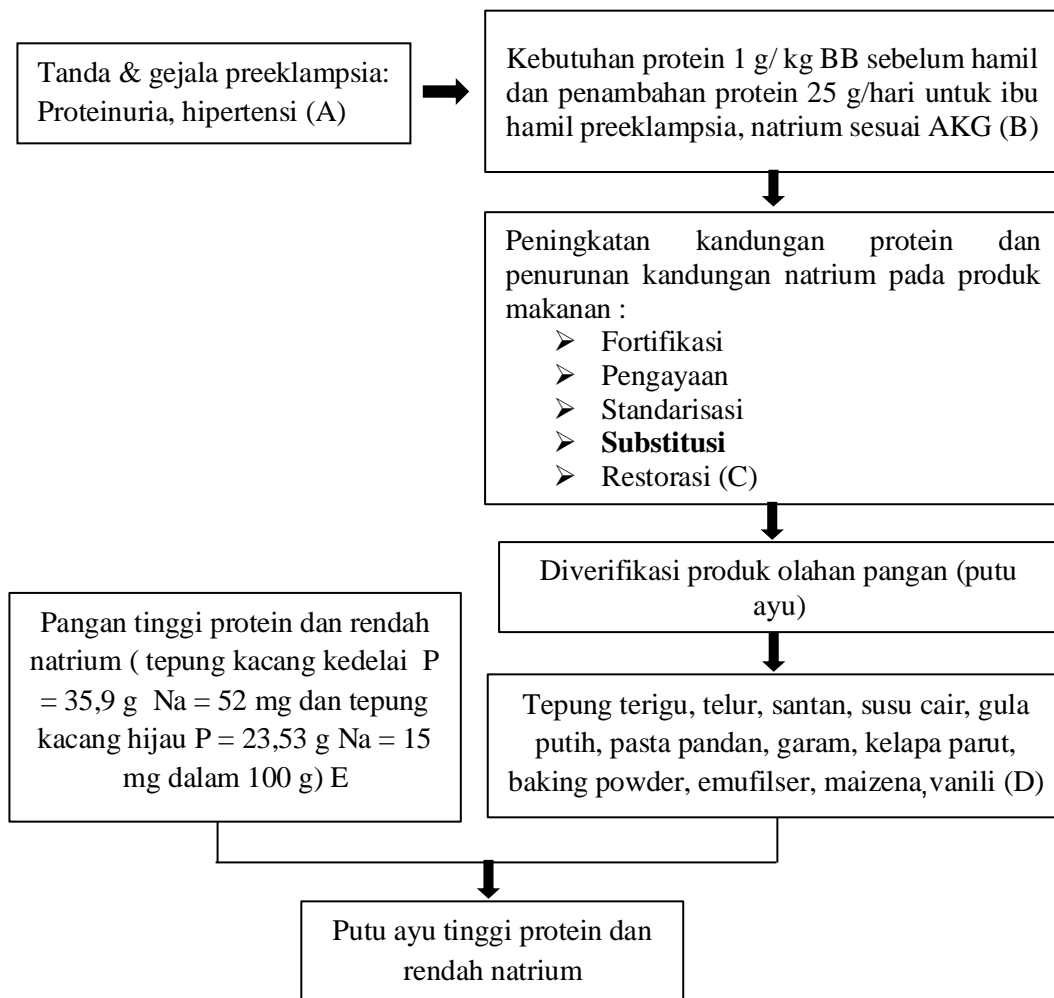 Tanda & gejala preeklampsia:
Proteinuria, hipertensi (A)
Kebutuhan protein 1 g/ kg BB sebelum hamil
dan penambahan protein 25 g/hari untuk ibu
hamil preeklampsia, natrium sesuai AKG (B)
Peningkatan kandungan protein dan
penurunan kandungan natrium pada produk
makanan :
➢ Fortifikasi
➢ Pengayaan
➢ Standarisasi
➢ Substitusi
➢ Restorasi (C)
Diverifikasi produk olahan pangan (putu
ayu)
Pangan tinggi protein dan rendah
natrium ( tepung kacang kedelai P
= 35,9 g Na = 52 mg dan tepung
kacang hijau P = 23,53 g Na = 15
mg dalam 100 g) E
Tepung terigu, telur, santan, susu cair, gula
putih, pasta pandan, garam, kelapa parut,
baking powder, emufilser, maizena,vanili (D)
Putu ayu tinggi protein dan
rendah natrium